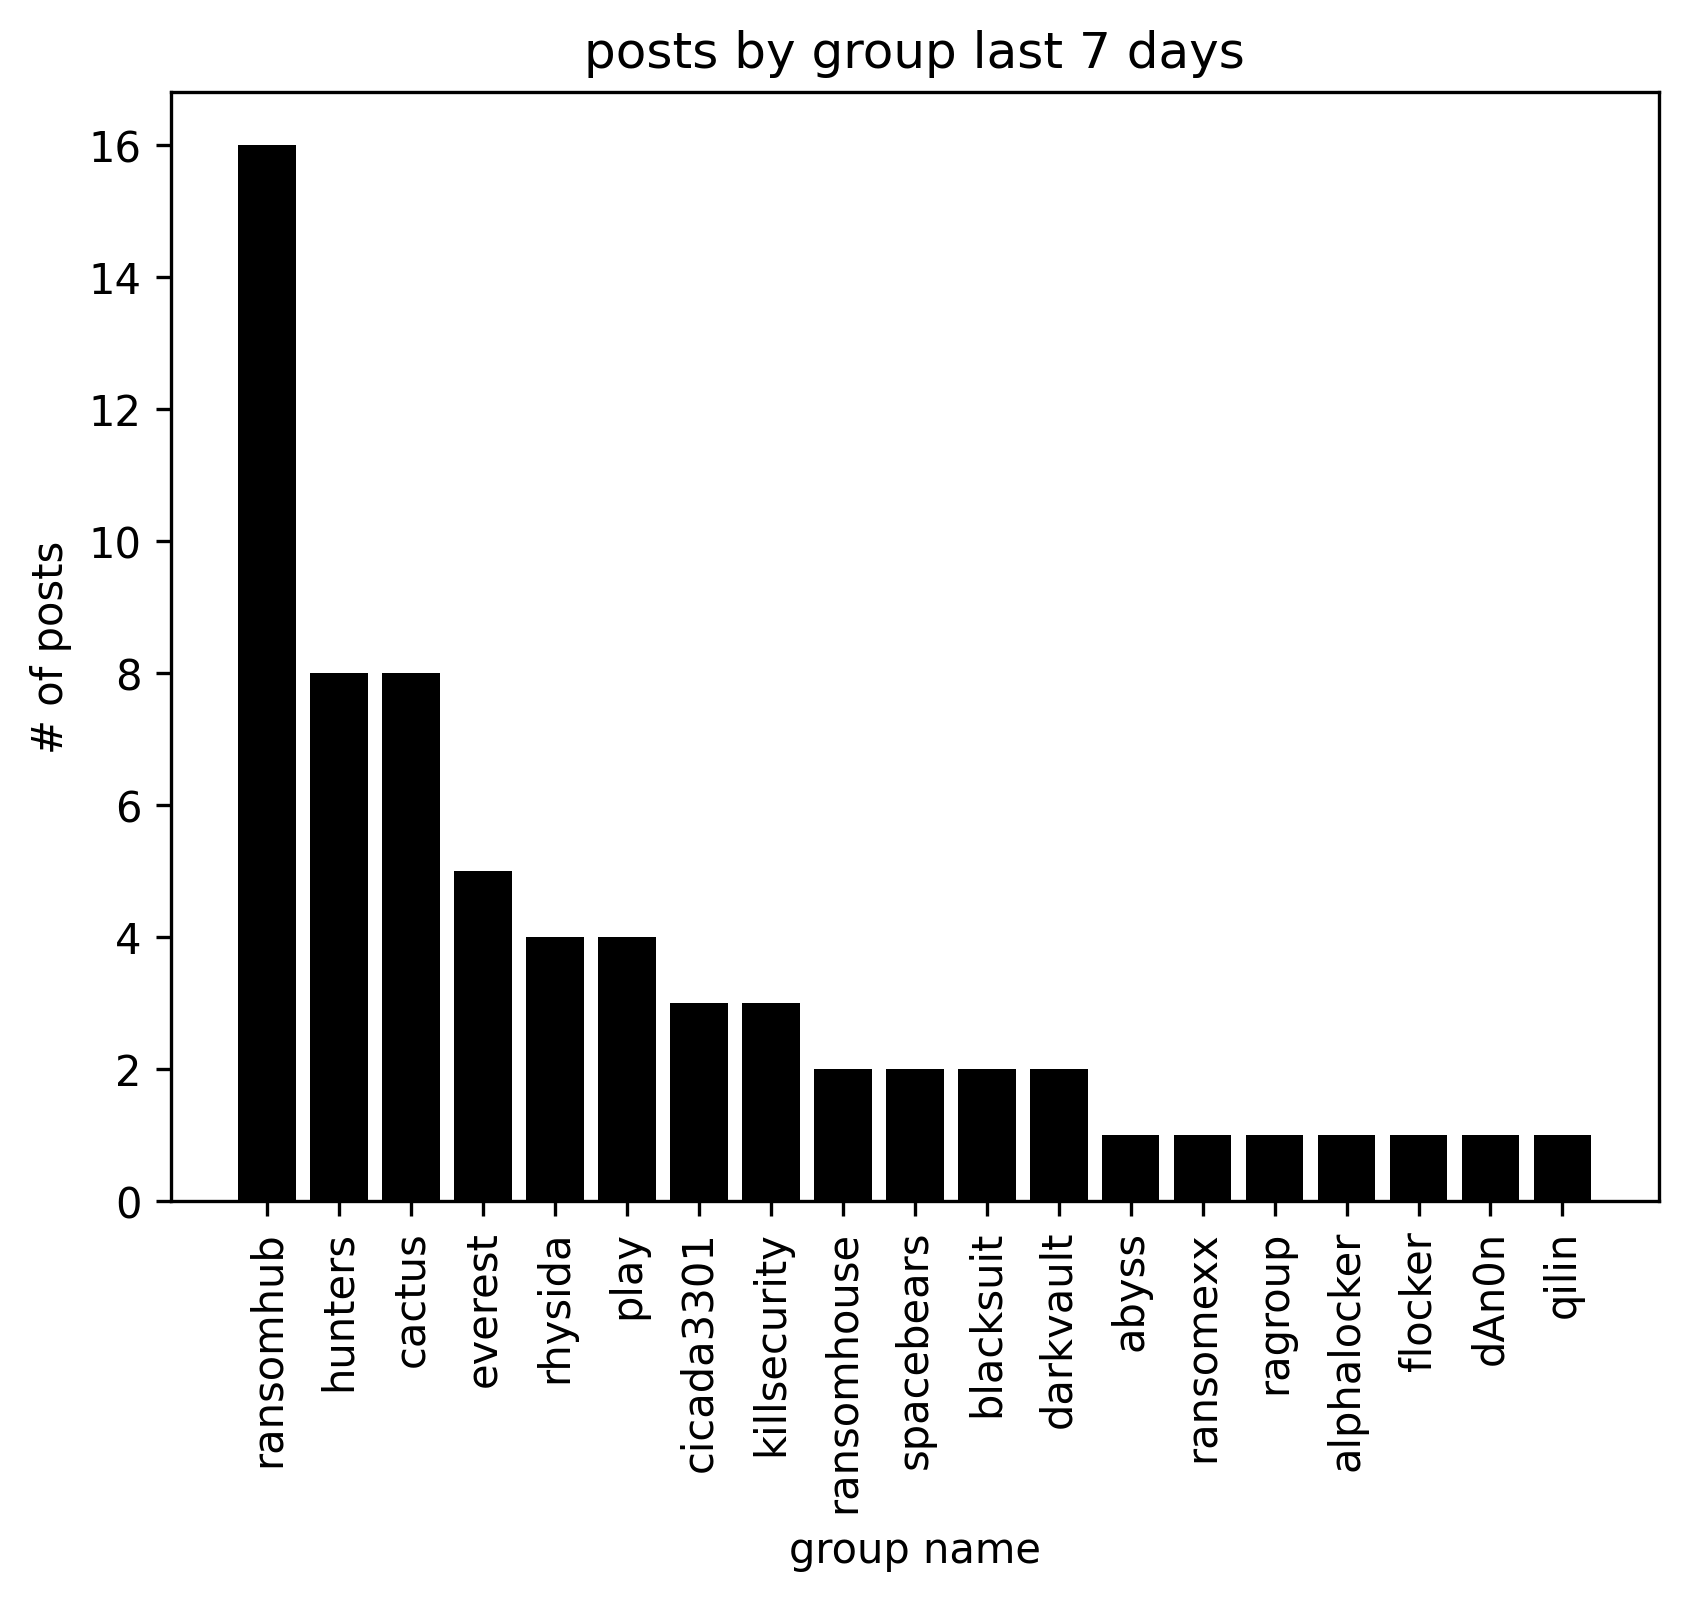 posts by group last 7 days
16
14
12
10
8
6
4
2
0
# of posts
ransomhub
hunters
cactus
everest
rhysida
play
cicada3301
killsecurity
ransomhouse
spacebears
blacksuit
darkvault
abyss
ransomexx
ragroup
alphalocker
flocker
dAn0n
qilin
group name